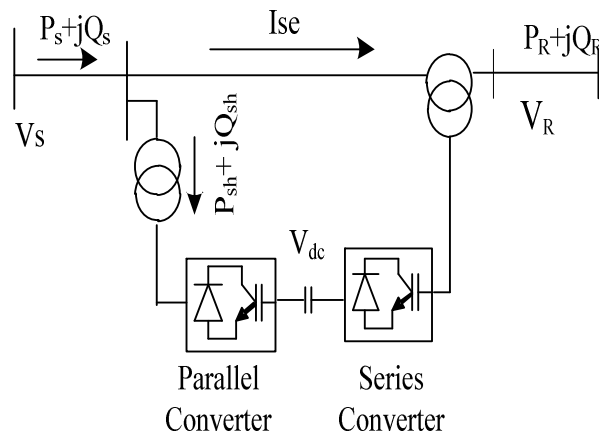 Ps+jQs
Ise
PR+jQR
Vs
VR
Psh+ jQsh
Vdc
Parallel
Converter
Series
Converter